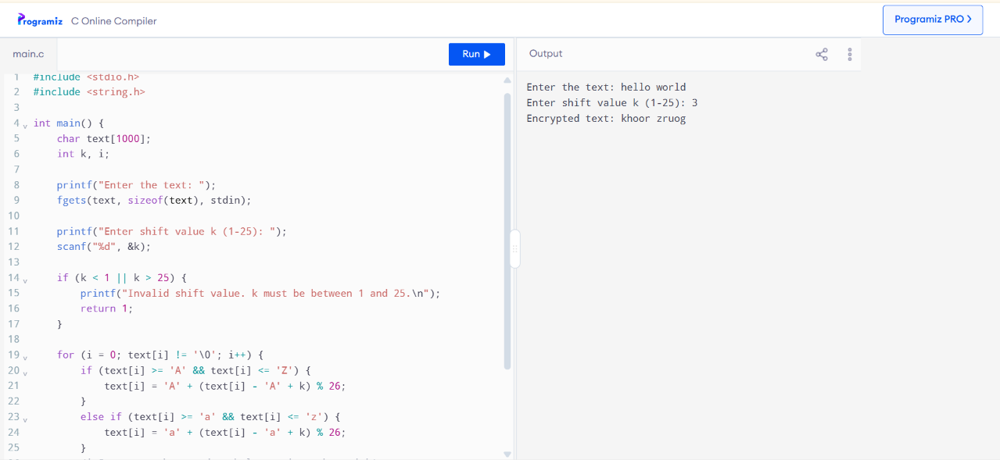 Programiz C Online Compiler
Programiz PRO
main.c
Run
1 #include <stdio.h>
2 #include <string.h>
3
4 int main() {
5 char text[1000];
6 int k, i;
7
8 printf("Enter the text: ");
9 fgets(text, sizeof(text), stdin);
10
11 printf("Enter shift value k (1-25): ");
12 scanf("%d", &k);
13
14 if (k < 1 || k > 25) {
15 printf("Invalid shift value. k must be between 1 and 25.\n");
16 return 1;
17 }
18
19 for (i = 0; text[i] != '\0'; i++) {
20 if (text[i] >= 'A' && text[i] <= 'Z') {
21 text[i] = 'A' + (text[i] - 'A' + k) % 26;
22 }
23 else if (text[i] >= 'a' && text[i] <= 'z') {
24 text[i] = 'a' + (text[i] - 'a' + k) % 26;
25 }
Output
Enter the text: hello world
Enter shift value k (1-25): 3
Encrypted text: khoor zruog